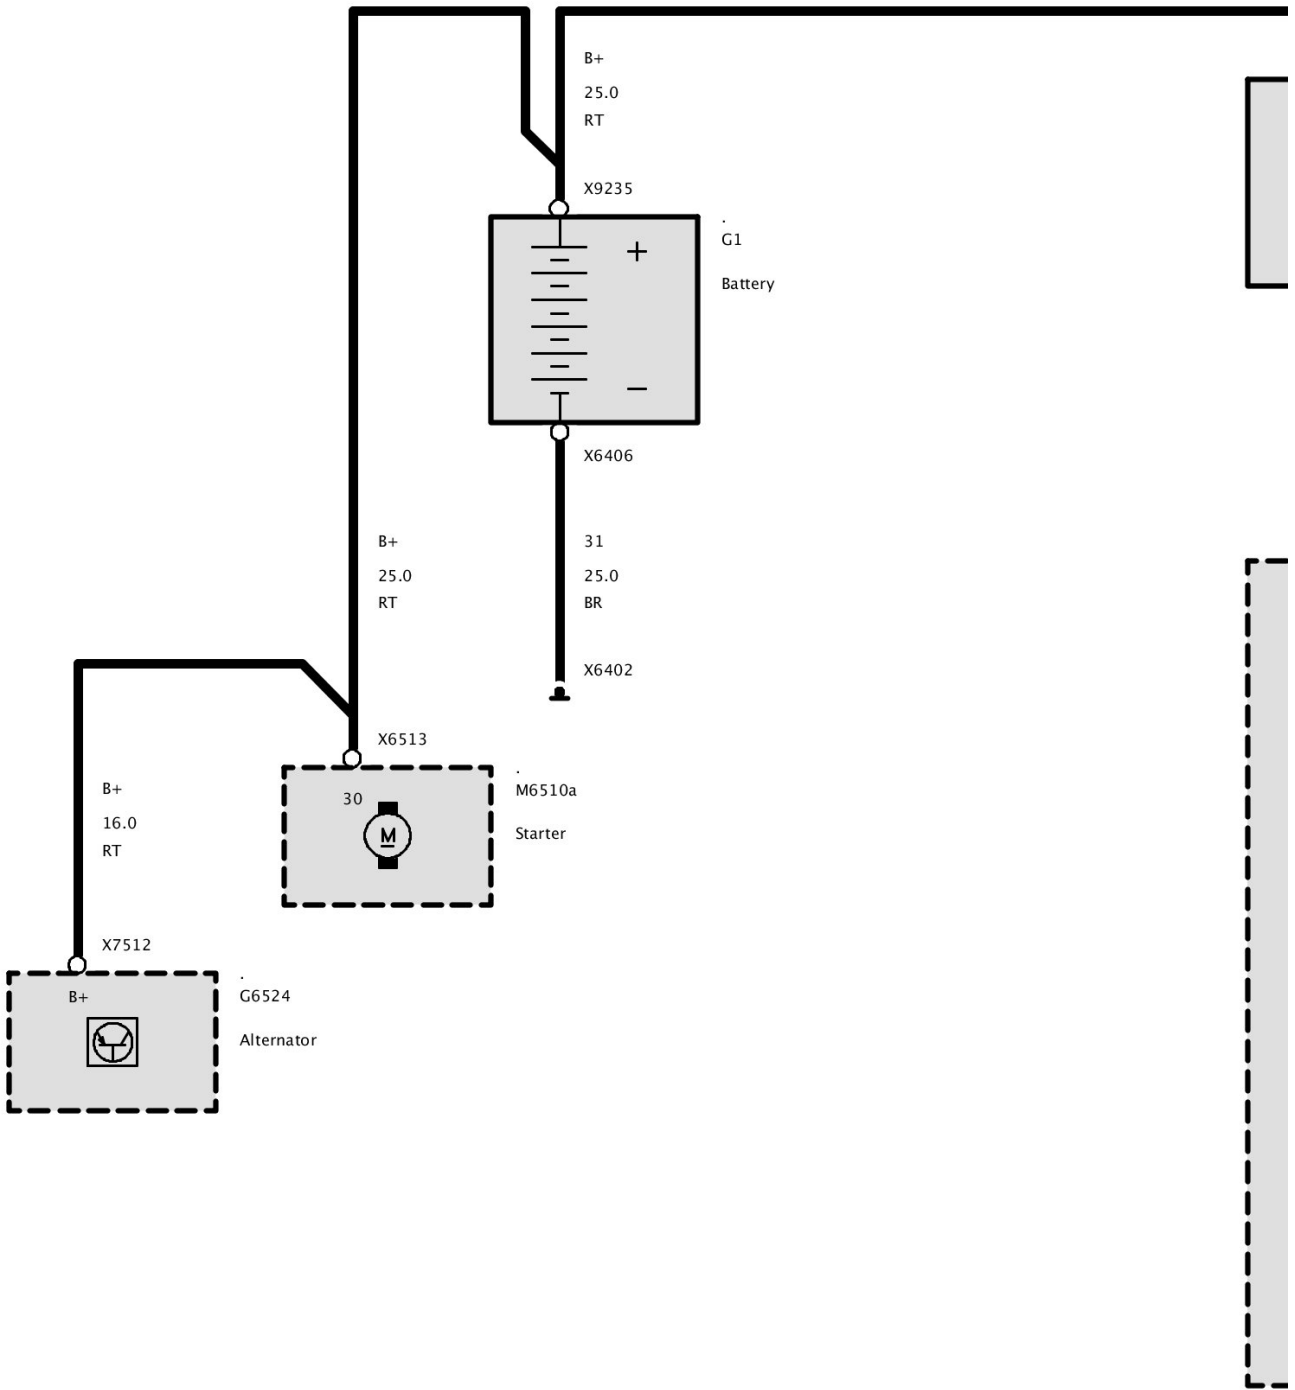 B+
25.0
RT
X9235
.
G1
Battery
+
−
X6406
B+
25.0
RT
31
25.0
BR
X6402
X6513
.
M6510a
Starter
30
M
B+
16.0
RT
X7512
.
G6524
Alternator
B+